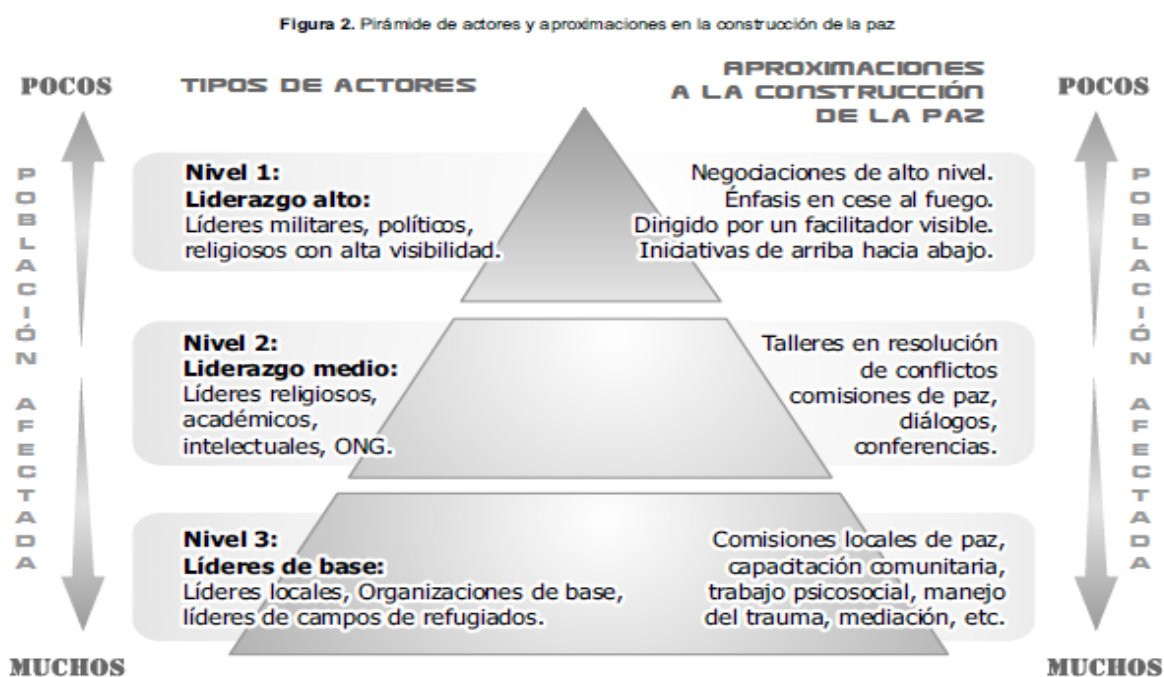 Figura 2. Pirámide de actores y aproximaciones en la construcción de la paz
POCOS
TIPOS DE ACTORES
APROXIMACIONES
A LA CONSTRUCCIÓN
DE LA PAZ
POCOS
POBLACIÓN AFECTADA
Nivel 1:
Liderazgo alto:
Líderes militares, políticos,
religiosos con alta visibilidad.
Negociaciones de alto nivel.
Énfasis en cese al fuego.
Dirigido por un facilitador visible.
Iniciativas de arriba hacia abajo.
Nivel 2:
Liderazgo medio:
Líderes religiosos,
académicos,
intelectuales, ONG.
Talleres en resolución
de conflictos
comisiones de paz,
diálogos,
conferencias.
Nivel 3:
Líderes de base:
Líderes locales, Organizaciones de base,
líderes de campos de refugiados.
Comisiones locales de paz,
capacitación comunitaria,
trabajo psicosocial, manejo
del trauma, mediación, etc.
POBLACIÓN AFECTADA
MUCHOS
MUCHOS